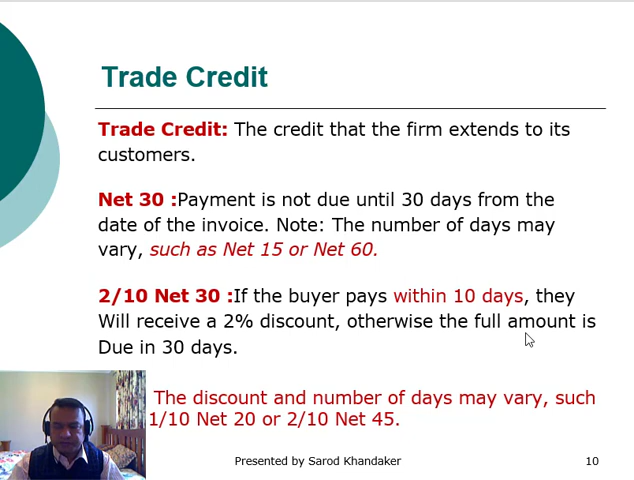 Trade Credit
Trade Credit: The credit that the firm extends to its
customers.
Net 30 :Payment is not due until 30 days from the
date of the invoice. Note: The number of days may
vary, such as Net 15 or Net 60.
2/10 Net 30 :If the buyer pays within 10 days, they
Will receive a 2% discount, otherwise the full amount is
Due in 30 days.
The discount and number of days may vary, such
1/10 Net 20 or 2/10 Net 45.
Presented by Sarod Khandaker
10